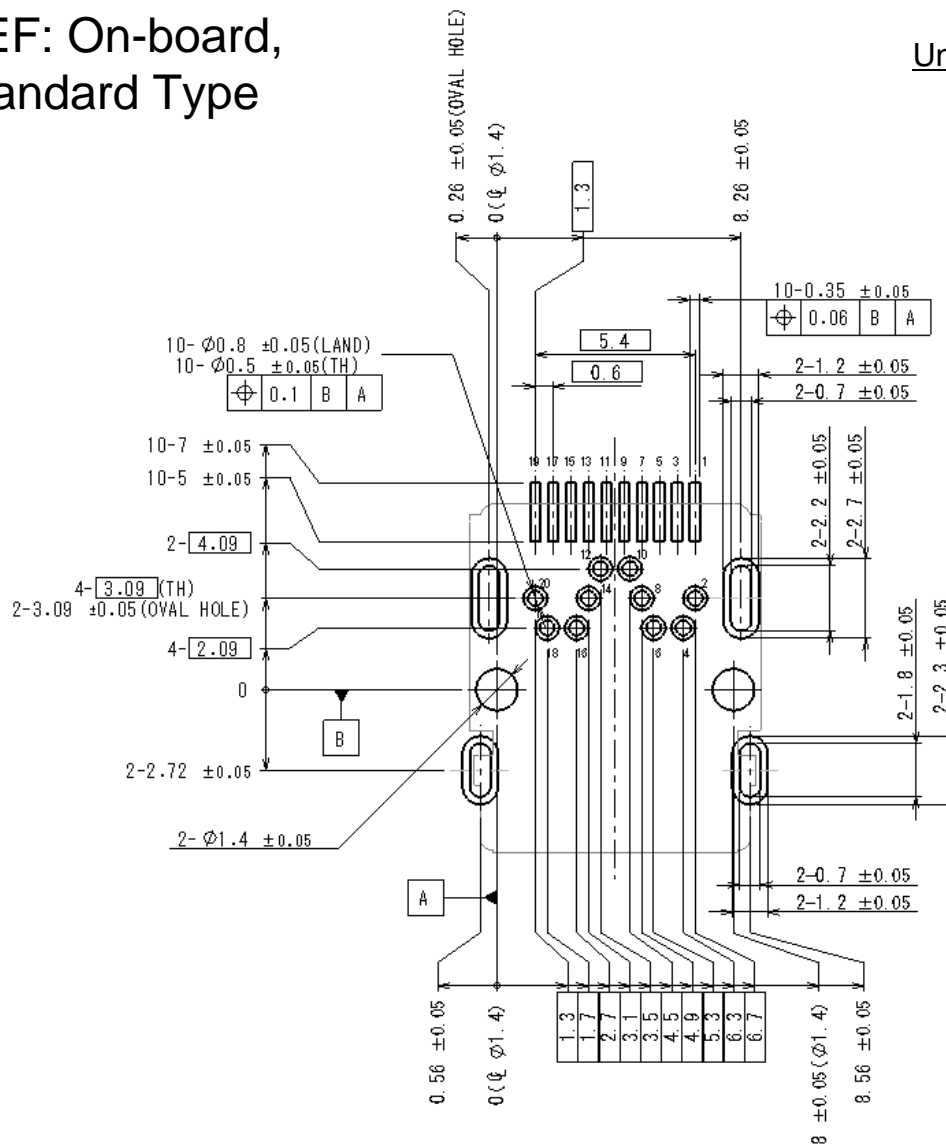 EF: On-board,
andard Type
Ur
0.26 ±0.05(OVAL HOLE)
0(℄ ∅1.4)
1.3
8.26 ±0.05
10-0.35 ±0.05
⌖ 0.06 B A
10-∅0.8 ±0.05(LAND)
10-∅0.5 ±0.05(TH)
⌖ 0.1 B A
5.4
0.6
2-1.2 ±0.05
2-0.7 ±0.05
10-7 ±0.05
10-5 ±0.05
2-4.09
4-3.09(TH)
2-3.09 ±0.05(OVAL HOLE)
4-2.09
0
B
2-2.72 ±0.05
2-∅1.4 ±0.05
A
19 17 15 13 11 9 7 5 3 1
12 10
20 14 8 2
18 16 6 4
2-2.2 ±0.05
2-2.7 ±0.05
2-1.8 ±0.05
2-2.3 ±0.05
2-0.7 ±0.05
2-1.2 ±0.05
0.56 ±0.05
0(℄ ∅1.4)
1.3
1.7
2.7
3.1
3.5
4.5
4.9
5.3
6.3
6.7
8 ±0.05(∅1.4)
8.56 ±0.05